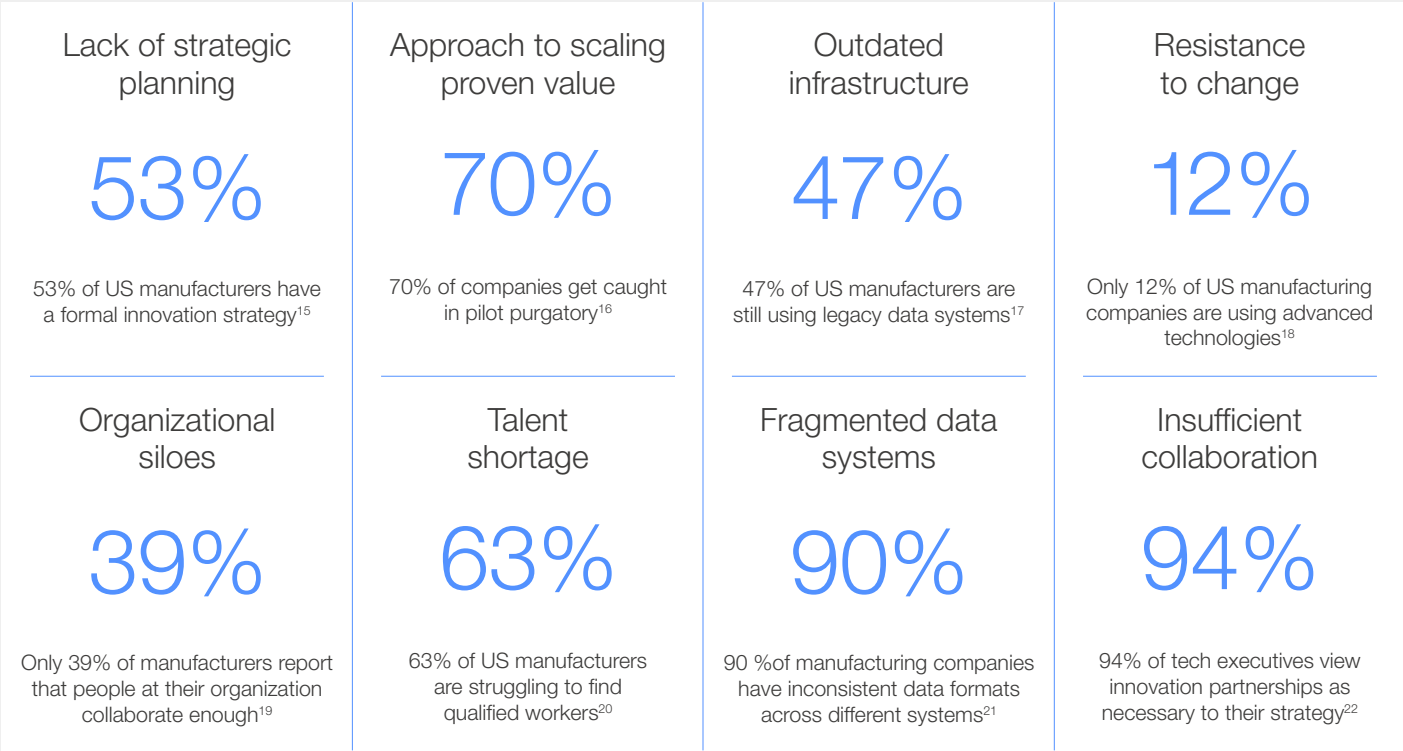 Lack of strategic
planning
53%
53% of US manufacturers have
a formal innovation strategy15
Approach to scaling
proven value
70%
70% of companies get caught
in pilot purgatory16
Outdated
infrastructure
47%
47% of US manufacturers are
still using legacy data systems17
Resistance
to change
12%
Only 12% of US manufacturing
companies are using advanced
technologies18
Organizational
siloes
39%
Only 39% of manufacturers report
that people at their organization
collaborate enough19
Talent
shortage
63%
63% of US manufacturers
are struggling to find
qualified workers20
Fragmented data
systems
90%
90 %of manufacturing companies
have inconsistent data formats
across different systems21
Insufficient
collaboration
94%
94% of tech executives view
innovation partnerships as
necessary to their strategy22